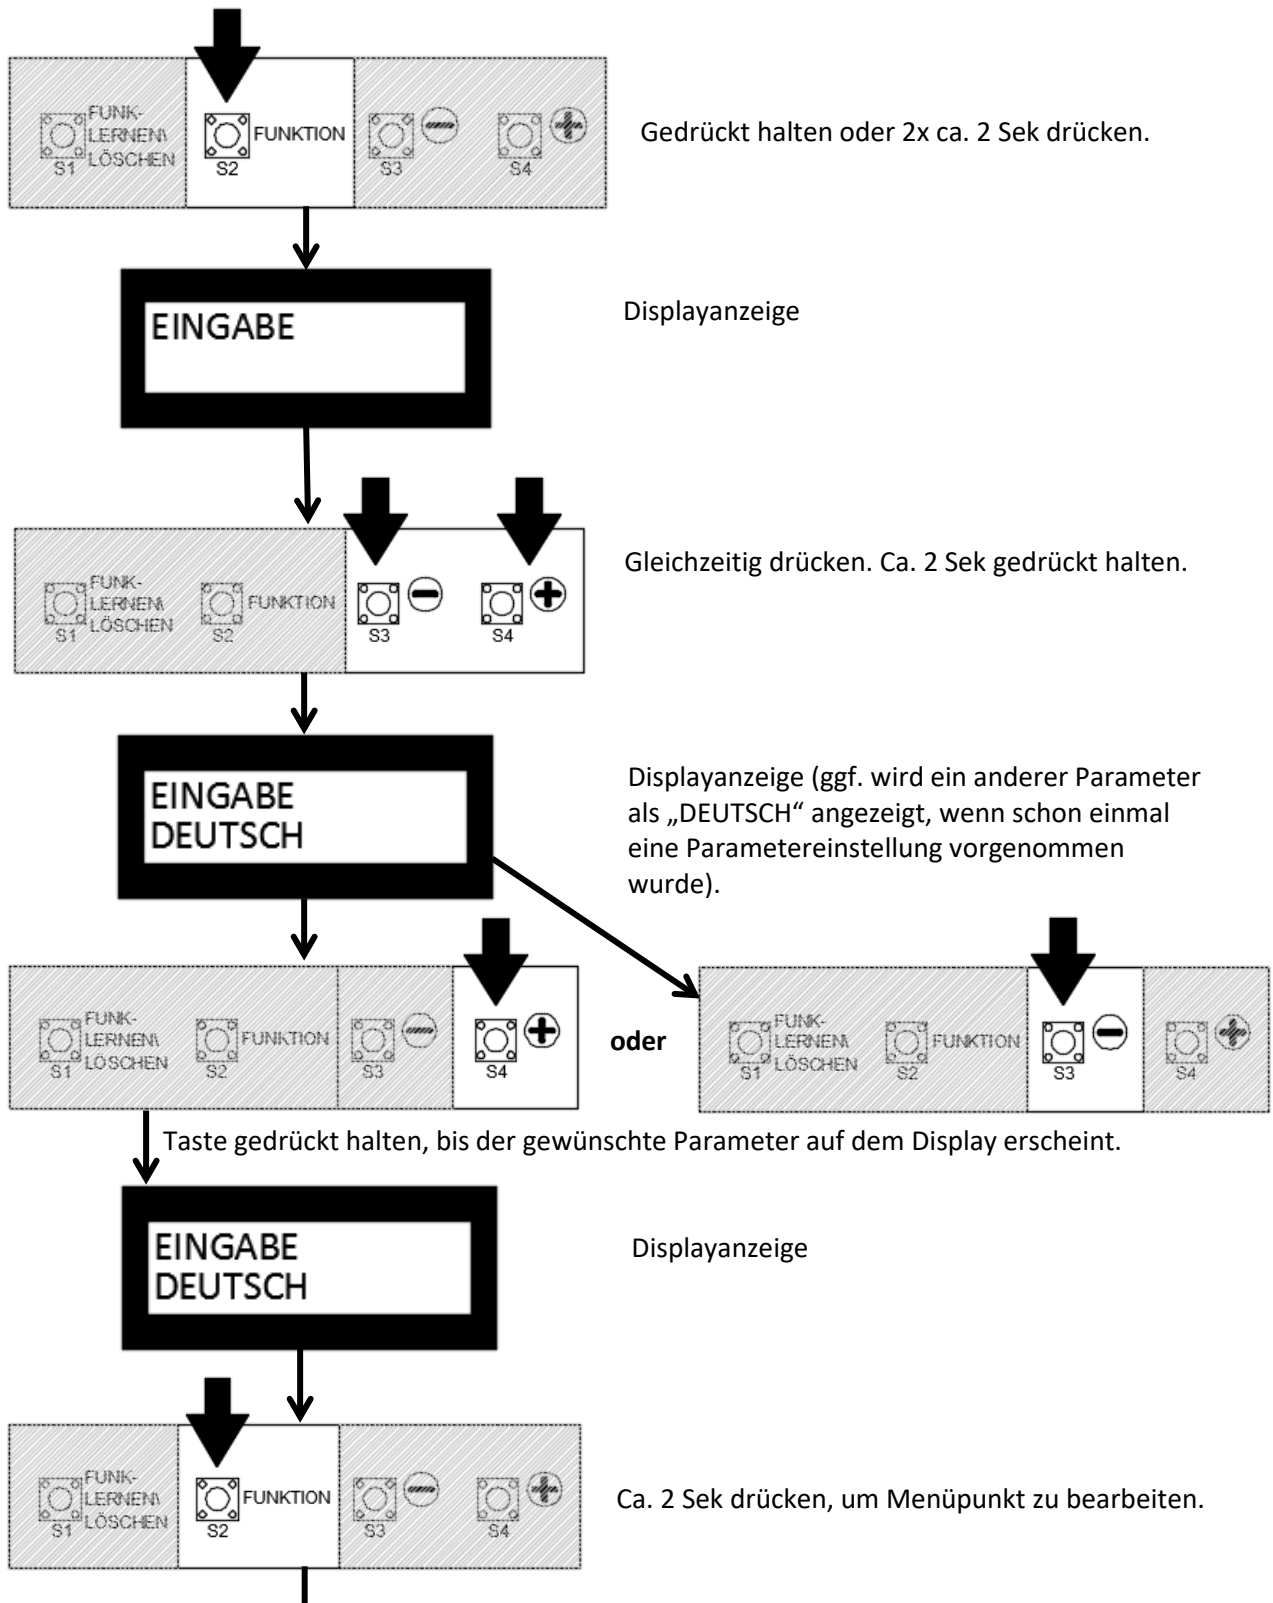 FUNK-
LERNEN\
LÖSCHEN
S1
FUNKTION
S2
S3
S4
Gedrückt halten oder 2x ca. 2 Sek drücken.
EINGABE
Displayanzeige
FUNK-
LERNEN\
LÖSCHEN
S1
FUNKTION
S2
S3
S4
Gleichzeitig drücken. Ca. 2 Sek gedrückt halten.
EINGABE
DEUTSCH
Displayanzeige (ggf. wird ein anderer Parameter
als „DEUTSCH“ angezeigt, wenn schon einmal
eine Parametereinstellung vorgenommen
wurde).
FUNK-
LERNEN\
LÖSCHEN
S1
FUNKTION
S2
S3
S4
oder
FUNK-
LERNEN\
LÖSCHEN
S1
FUNKTION
S2
S3
S4
Taste gedrückt halten, bis der gewünschte Parameter auf dem Display erscheint.
EINGABE
DEUTSCH
Displayanzeige
FUNK-
LERNEN\
LÖSCHEN
S1
FUNKTION
S2
S3
S4
Ca. 2 Sek drücken, um Menüpunkt zu bearbeiten.